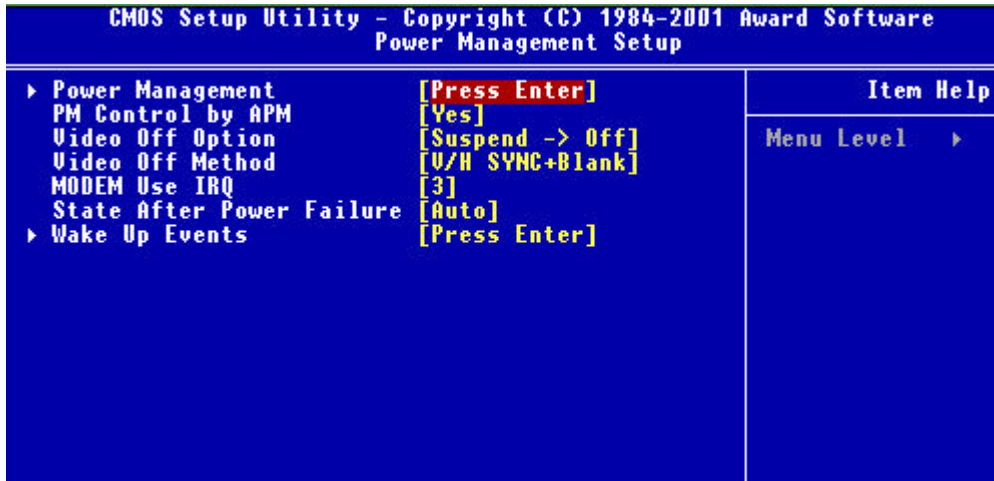 CMOS Setup Utility - Copyright (C) 1984-2001 Award Software
Power Management Setup
▸ Power Management [Press Enter]
PM Control by APM [Yes]
Video Off Option [Suspend -> Off]
Video Off Method [V/H SYNC+Blank]
MODEM Use IRQ [3]
State After Power Failure [Auto]
▸ Wake Up Events [Press Enter]
Item Help
Menu Level ▸